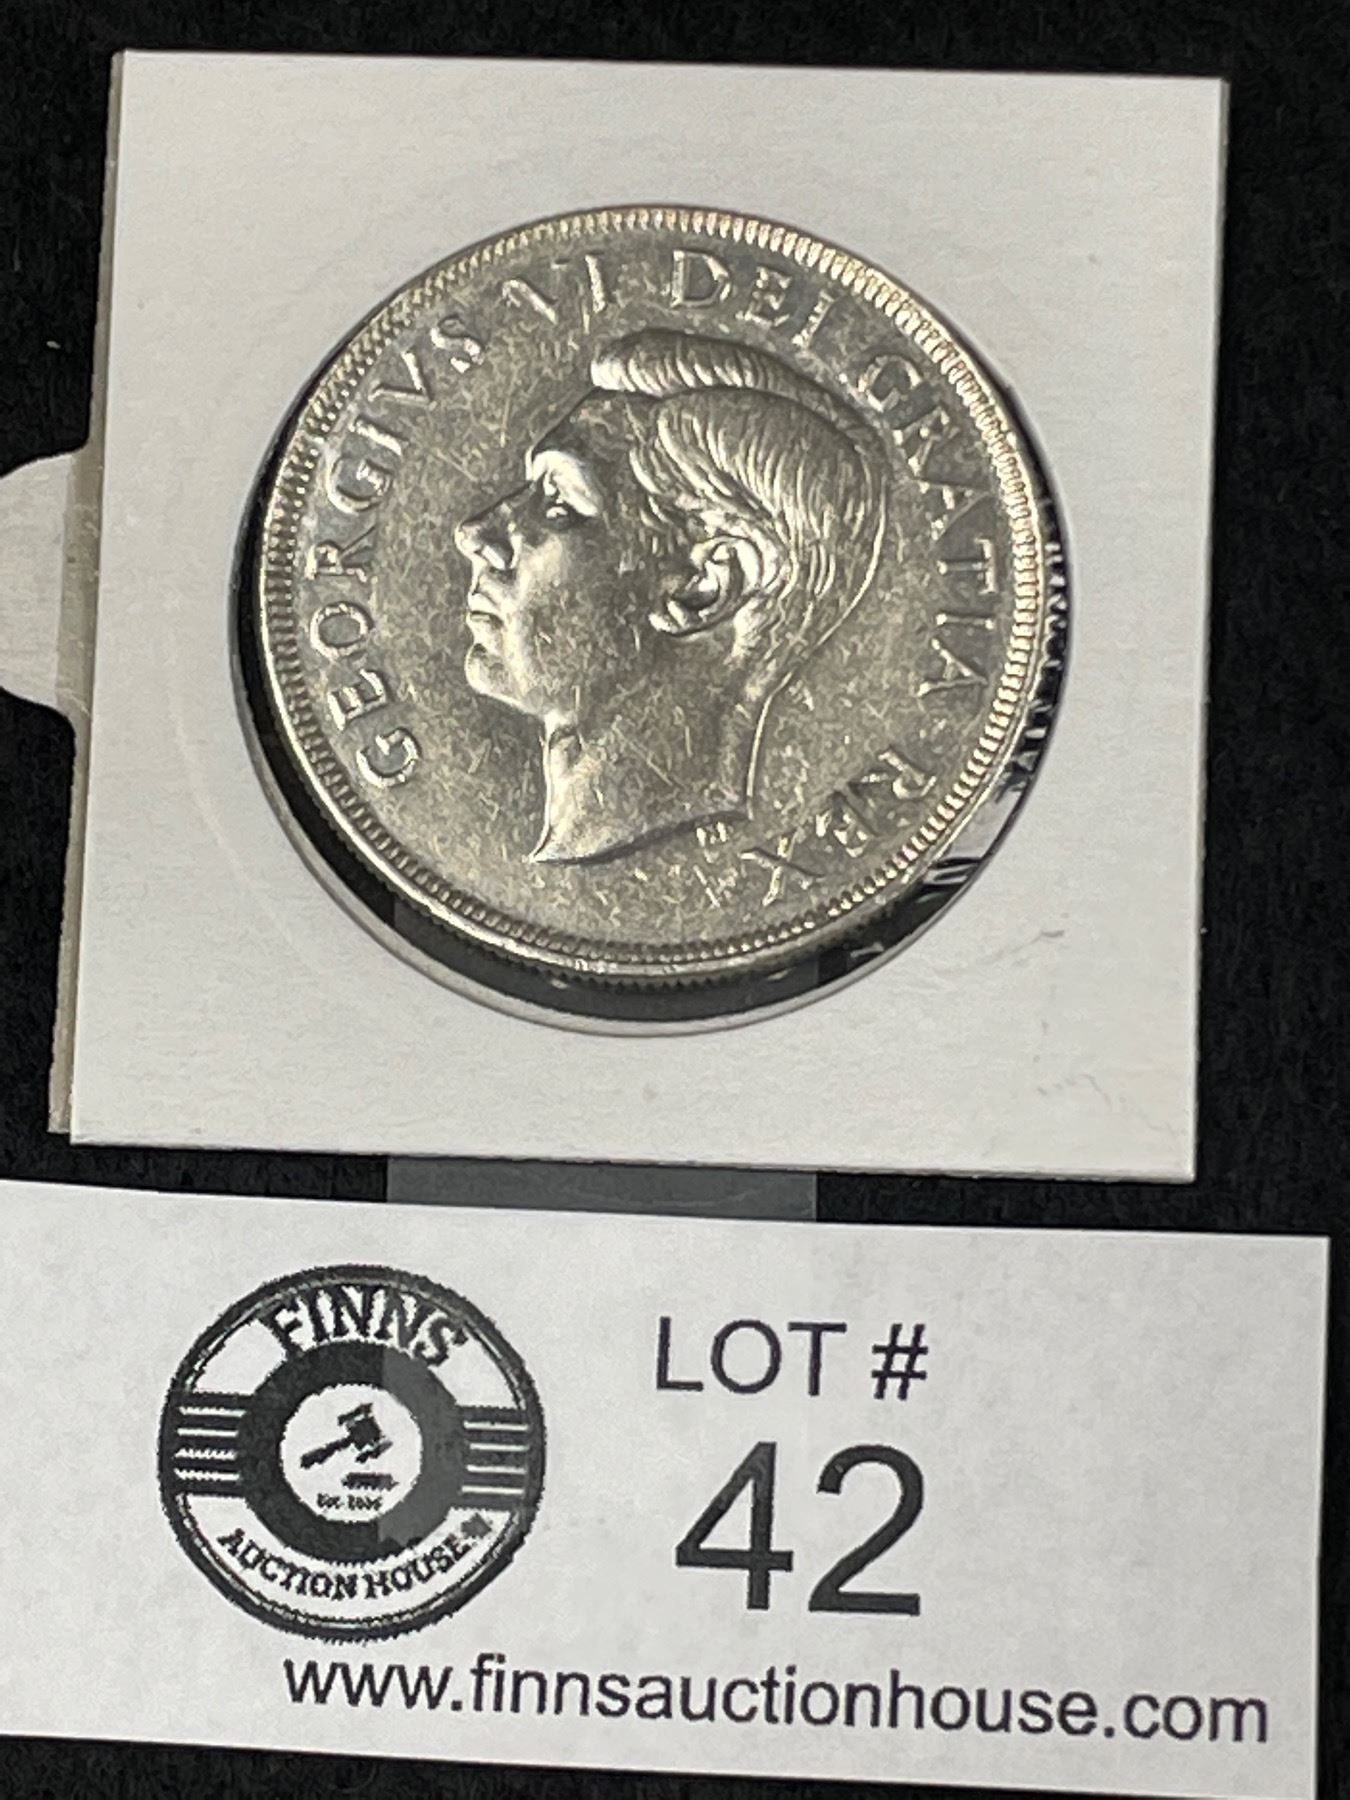 GEORGIVS VI DEI GRATIA REX
FINNS
AUCTION HOUSE
LOT #
42
www.finnsauctionhouse.com